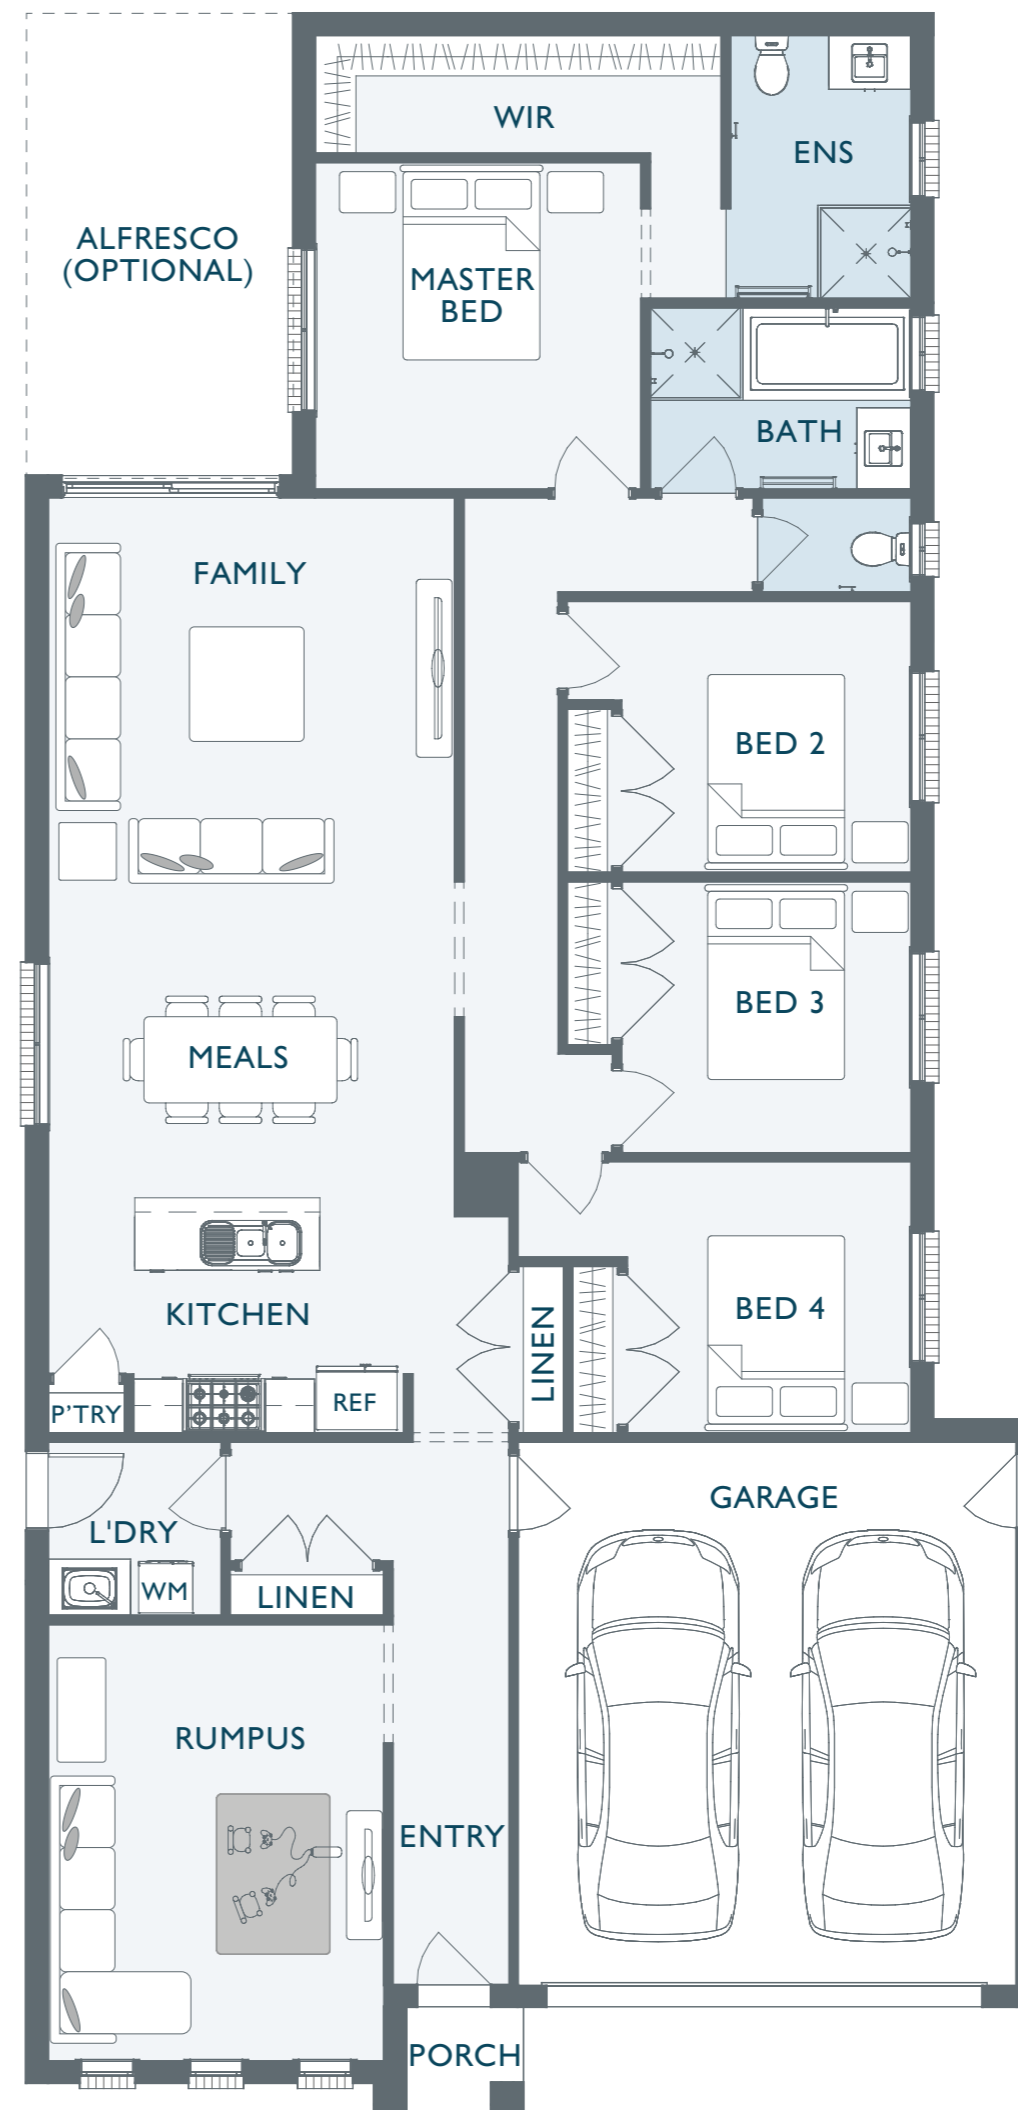 WIR
ENS
ALFRESCO
(OPTIONAL)
MASTER
BED
BATH
FAMILY
BED 2
BED 3
MEALS
KITCHEN
BED 4
LINEN
P'TRY
REF
GARAGE
L'DRY
WM
LINEN
RUMPUS
ENTRY
PORCH